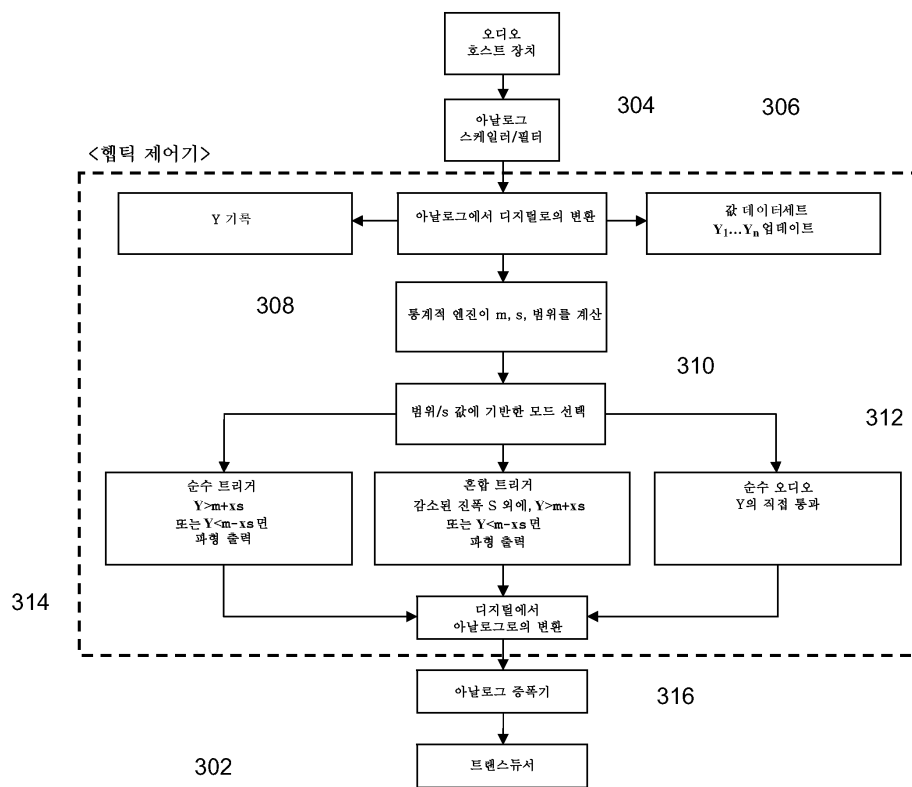 오디오
호스트 장치
304
306
아날로그
스케일러/필터
<헵틱 제어기>
Y 기록
아날로그에서 디지털로의 변환
값 데이터세트
Y1...Yn 업데이트
308
통계적 엔진이 m, s, 범위를 계산
310
범위/s 값에 기반한 모드 선택
312
순수 트리거
Y>m+xs
또는 Y<m-xs 면
파형 출력
혼합 트리거
감소된 진폭 S 외에, Y>m+xs
또는 Y<m-xs 면
파형 출력
순수 오디오
Y의 직접 통과
314
디지털에서
아날로그로의 변환
아날로그 증폭기
316
302
트랜스듀서